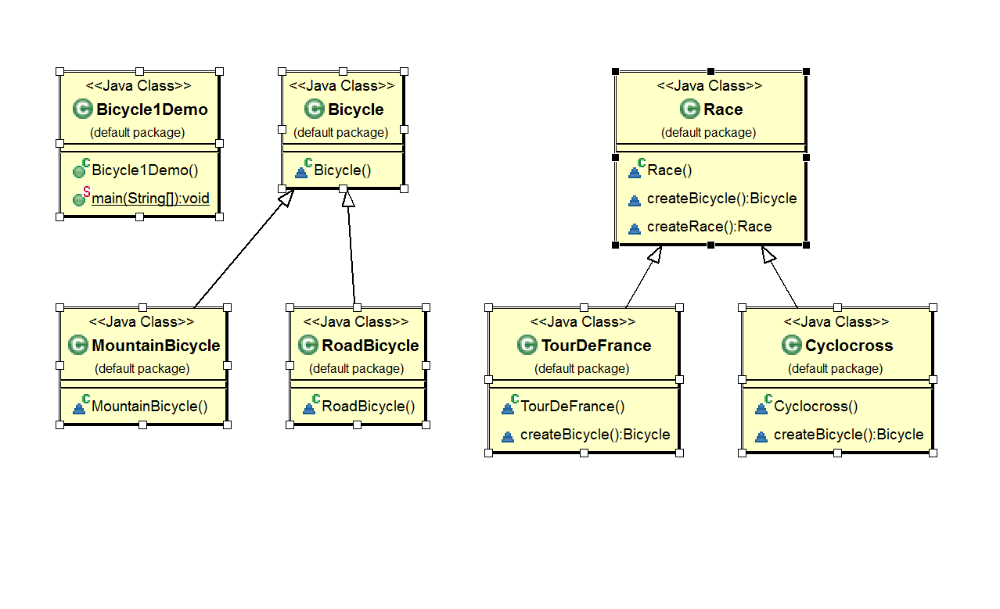 <<Java Class>>
Bicycle1Demo
(default package)
Bicycle1Demo()
main(String[]):void
<<Java Class>>
Bicycle
(default package)
Bicycle()
<<Java Class>>
Race
(default package)
Race()
createBicycle():Bicycle
createRace():Race
<<Java Class>>
MountainBicycle
(default package)
MountainBicycle()
<<Java Class>>
RoadBicycle
(default package)
RoadBicycle()
<<Java Class>>
TourDeFrance
(default package)
TourDeFrance()
createBicycle():Bicycle
<<Java Class>>
Cyclocross
(default package)
Cyclocross()
createBicycle():Bicycle